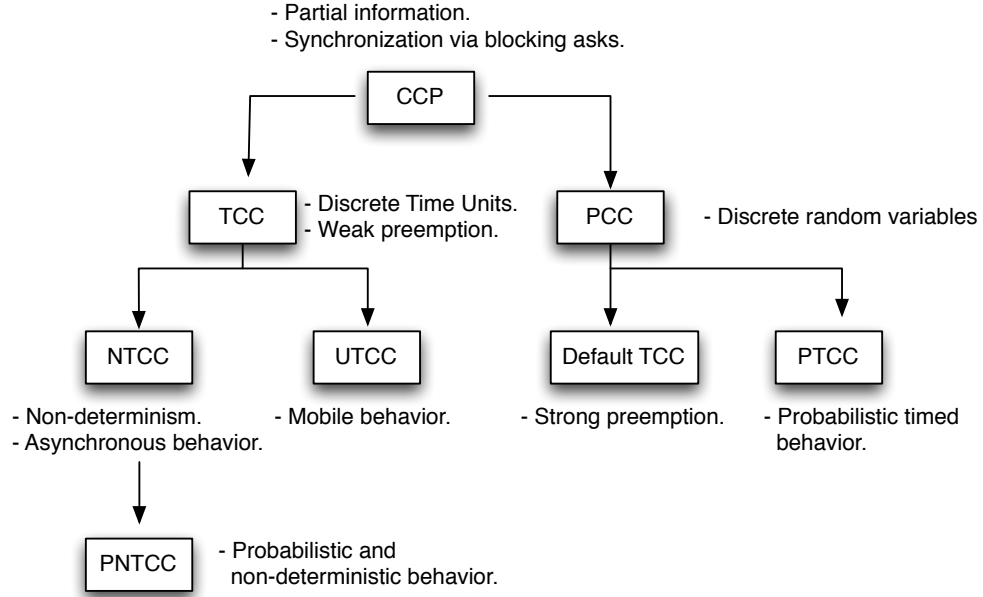 - Partial information.
- Synchronization via blocking asks.
CCP
TCC
- Discrete Time Units.
- Weak preemption.
PCC
- Discrete random variables
NTCC
UTCC
Default TCC
PTCC
- Non-determinism.
- Asynchronous behavior.
- Mobile behavior.
- Strong preemption.
- Probabilistic timed
behavior.
PNTCC
- Probabilistic and
non-deterministic behavior.